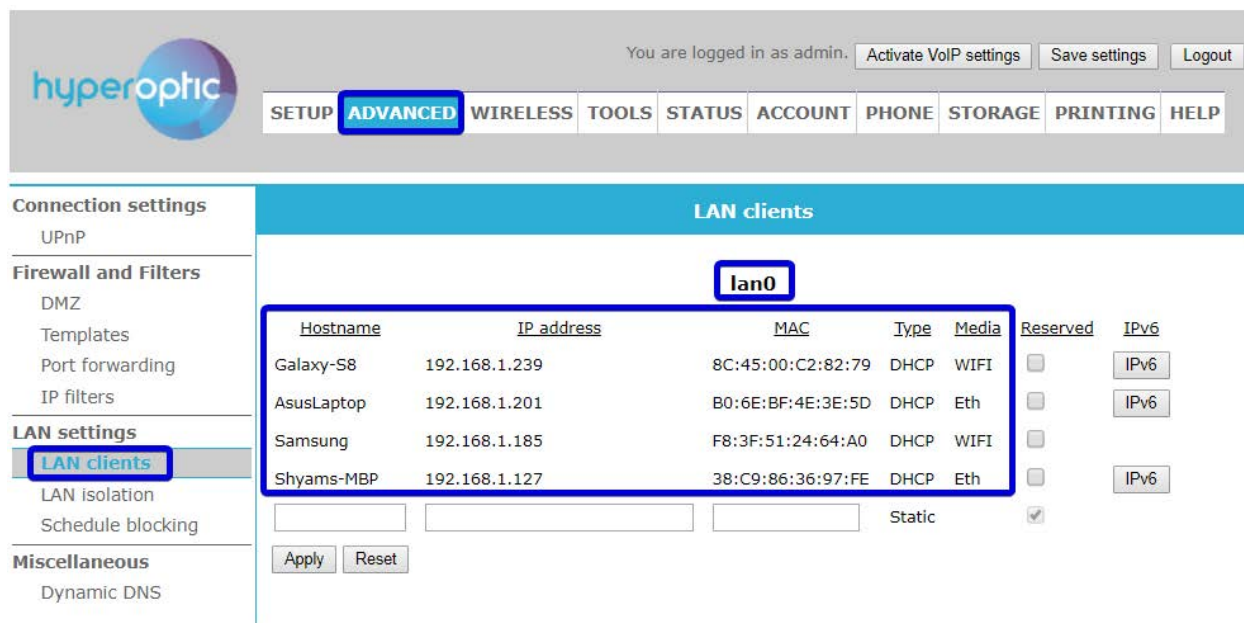 hyperoptic
You are logged in as admin. Activate VoIP settings Save settings Logout
SETUP ADVANCED WIRELESS TOOLS STATUS ACCOUNT PHONE STORAGE PRINTING HELP
Connection settings
UPnP
Firewall and Filters
DMZ
Templates
Port forwarding
IP filters
LAN settings
LAN clients
LAN isolation
Schedule blocking
Miscellaneous
Dynamic DNS
LAN clients
lan0
Hostname IP address MAC Type Media Reserved IPv6
Galaxy-S8 192.168.1.239 8C:45:00:C2:82:79 DHCP WIFI IPv6
AsusLaptop 192.168.1.201 B0:6E:BF:4E:3E:5D DHCP Eth IPv6
Samsung 192.168.1.185 F8:3F:51:24:64:A0 DHCP WIFI
Shyams-MBP 192.168.1.127 38:C9:86:36:97:FE DHCP Eth IPv6
Static
Apply Reset